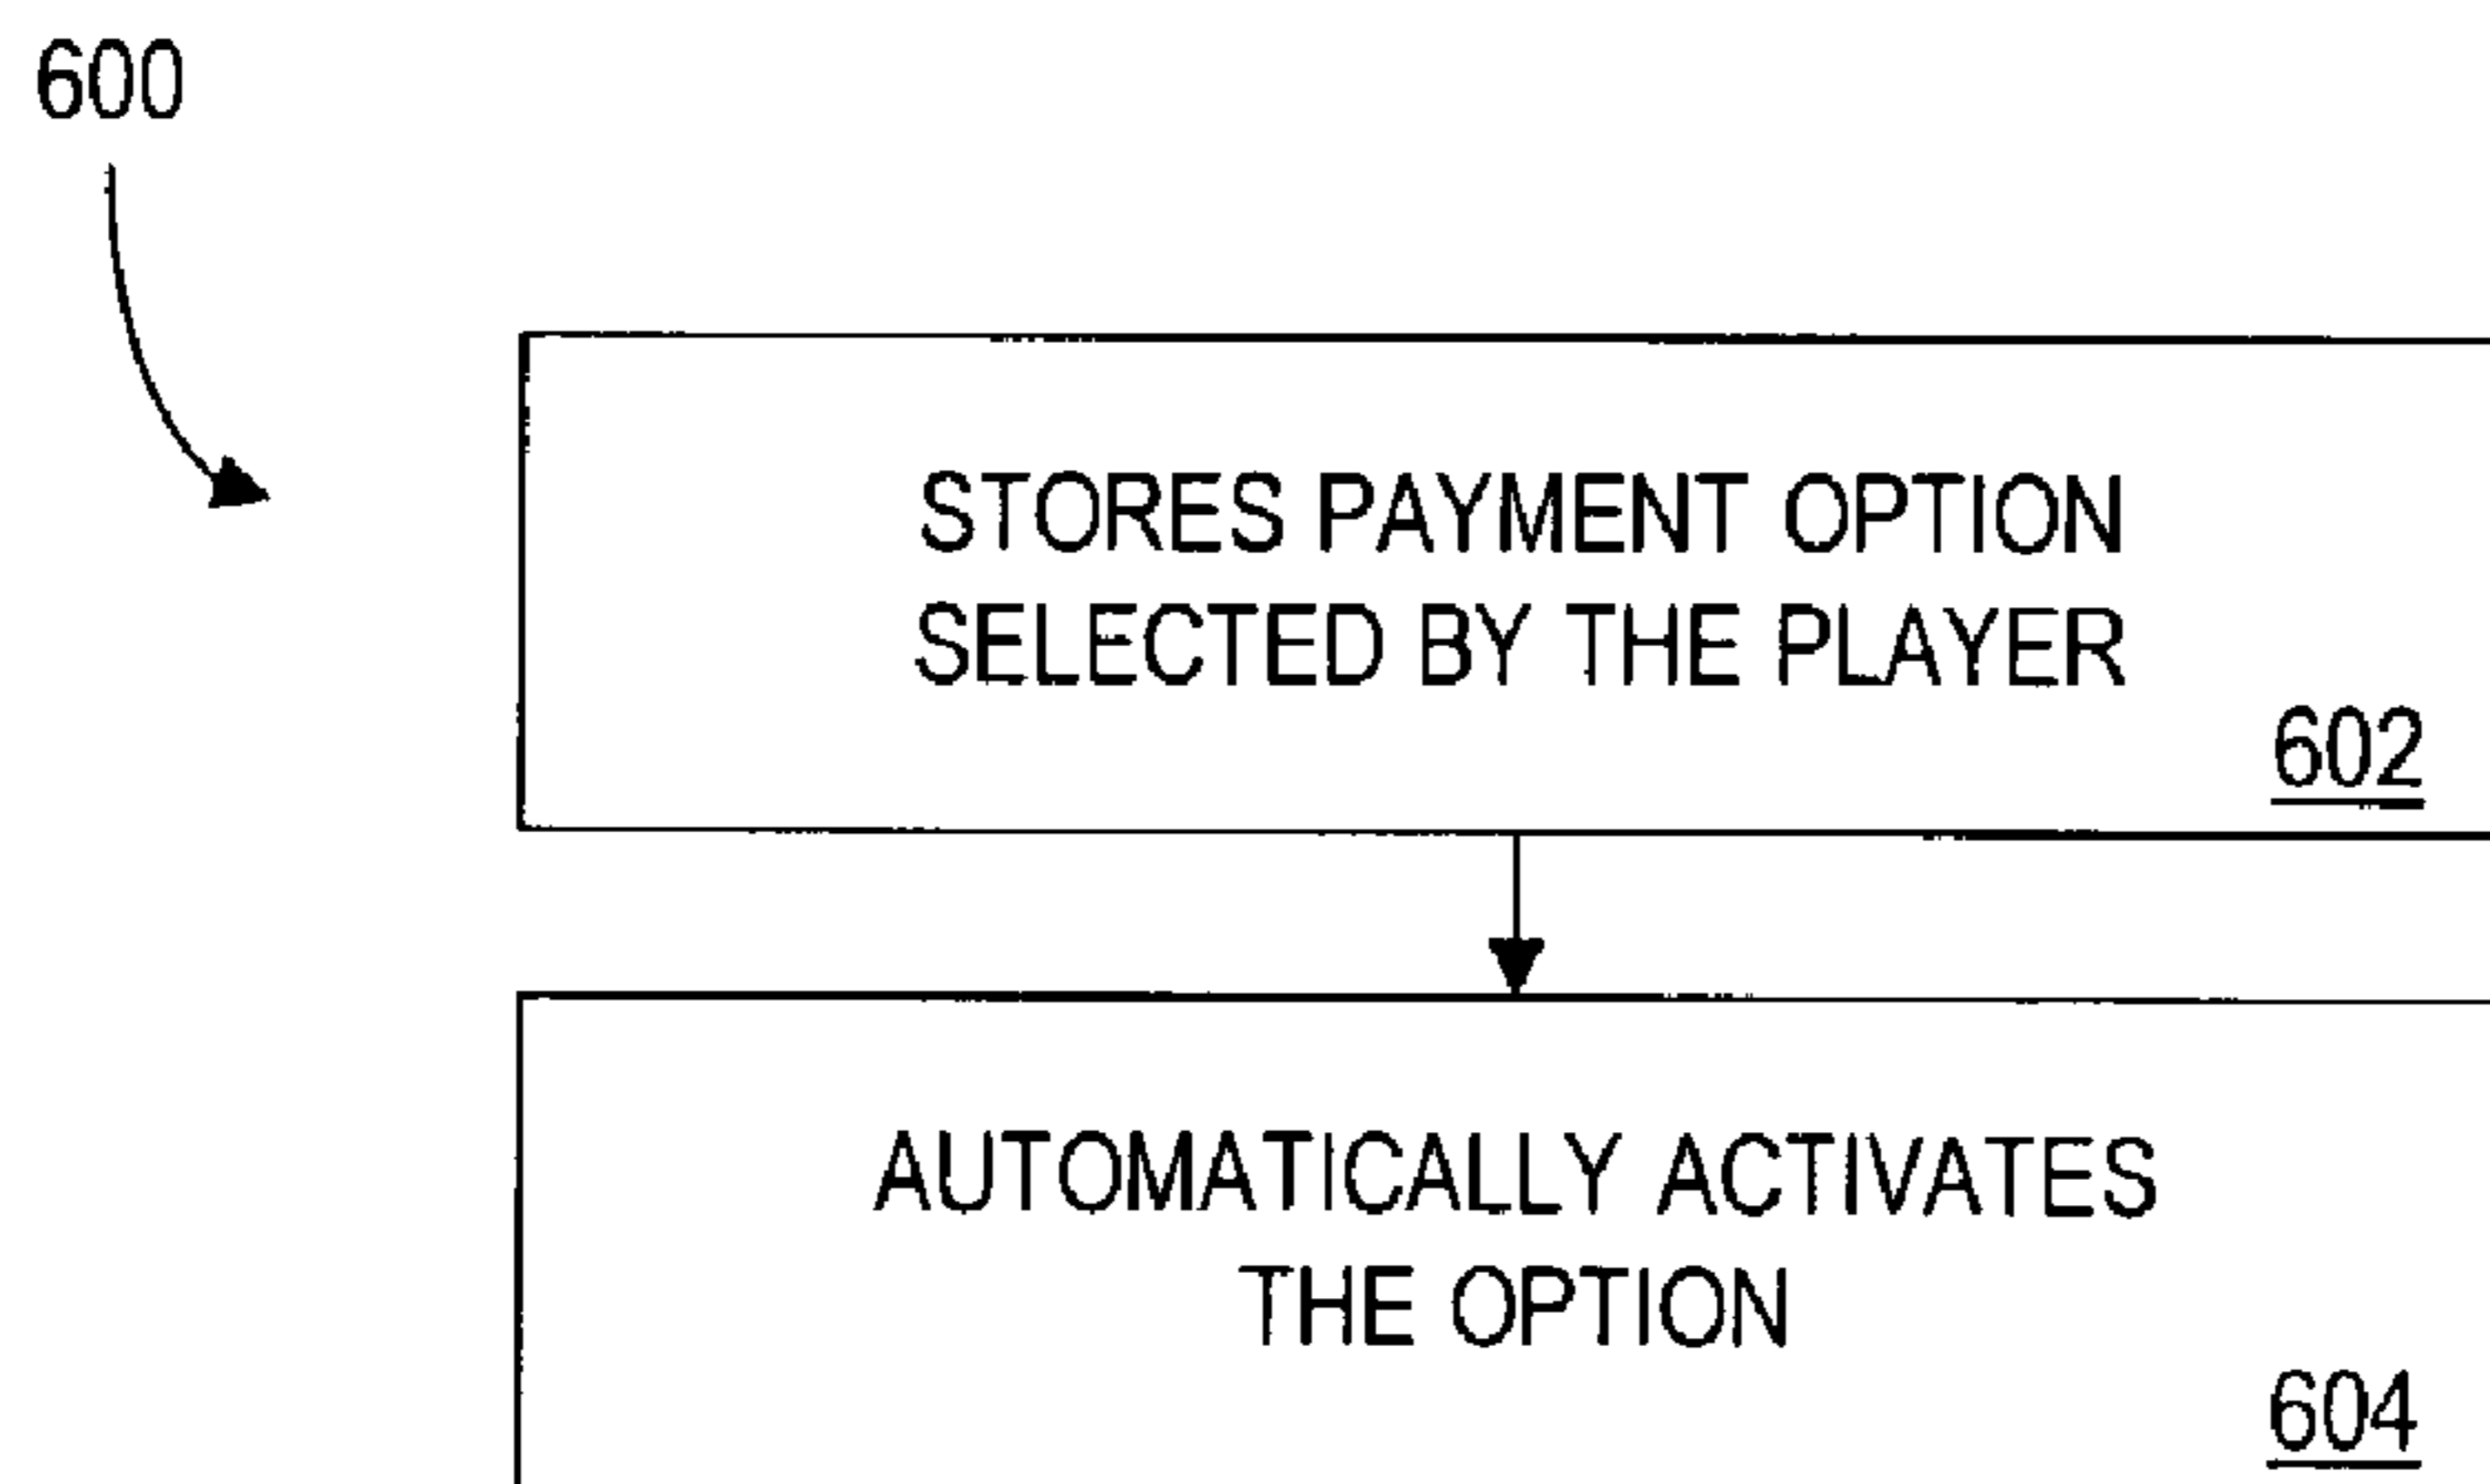 600
STORES PAYMENT OPTION
SELECTED BY THE PLAYER
602
AUTOMATICALLY ACTIVATES
THE OPTION
604